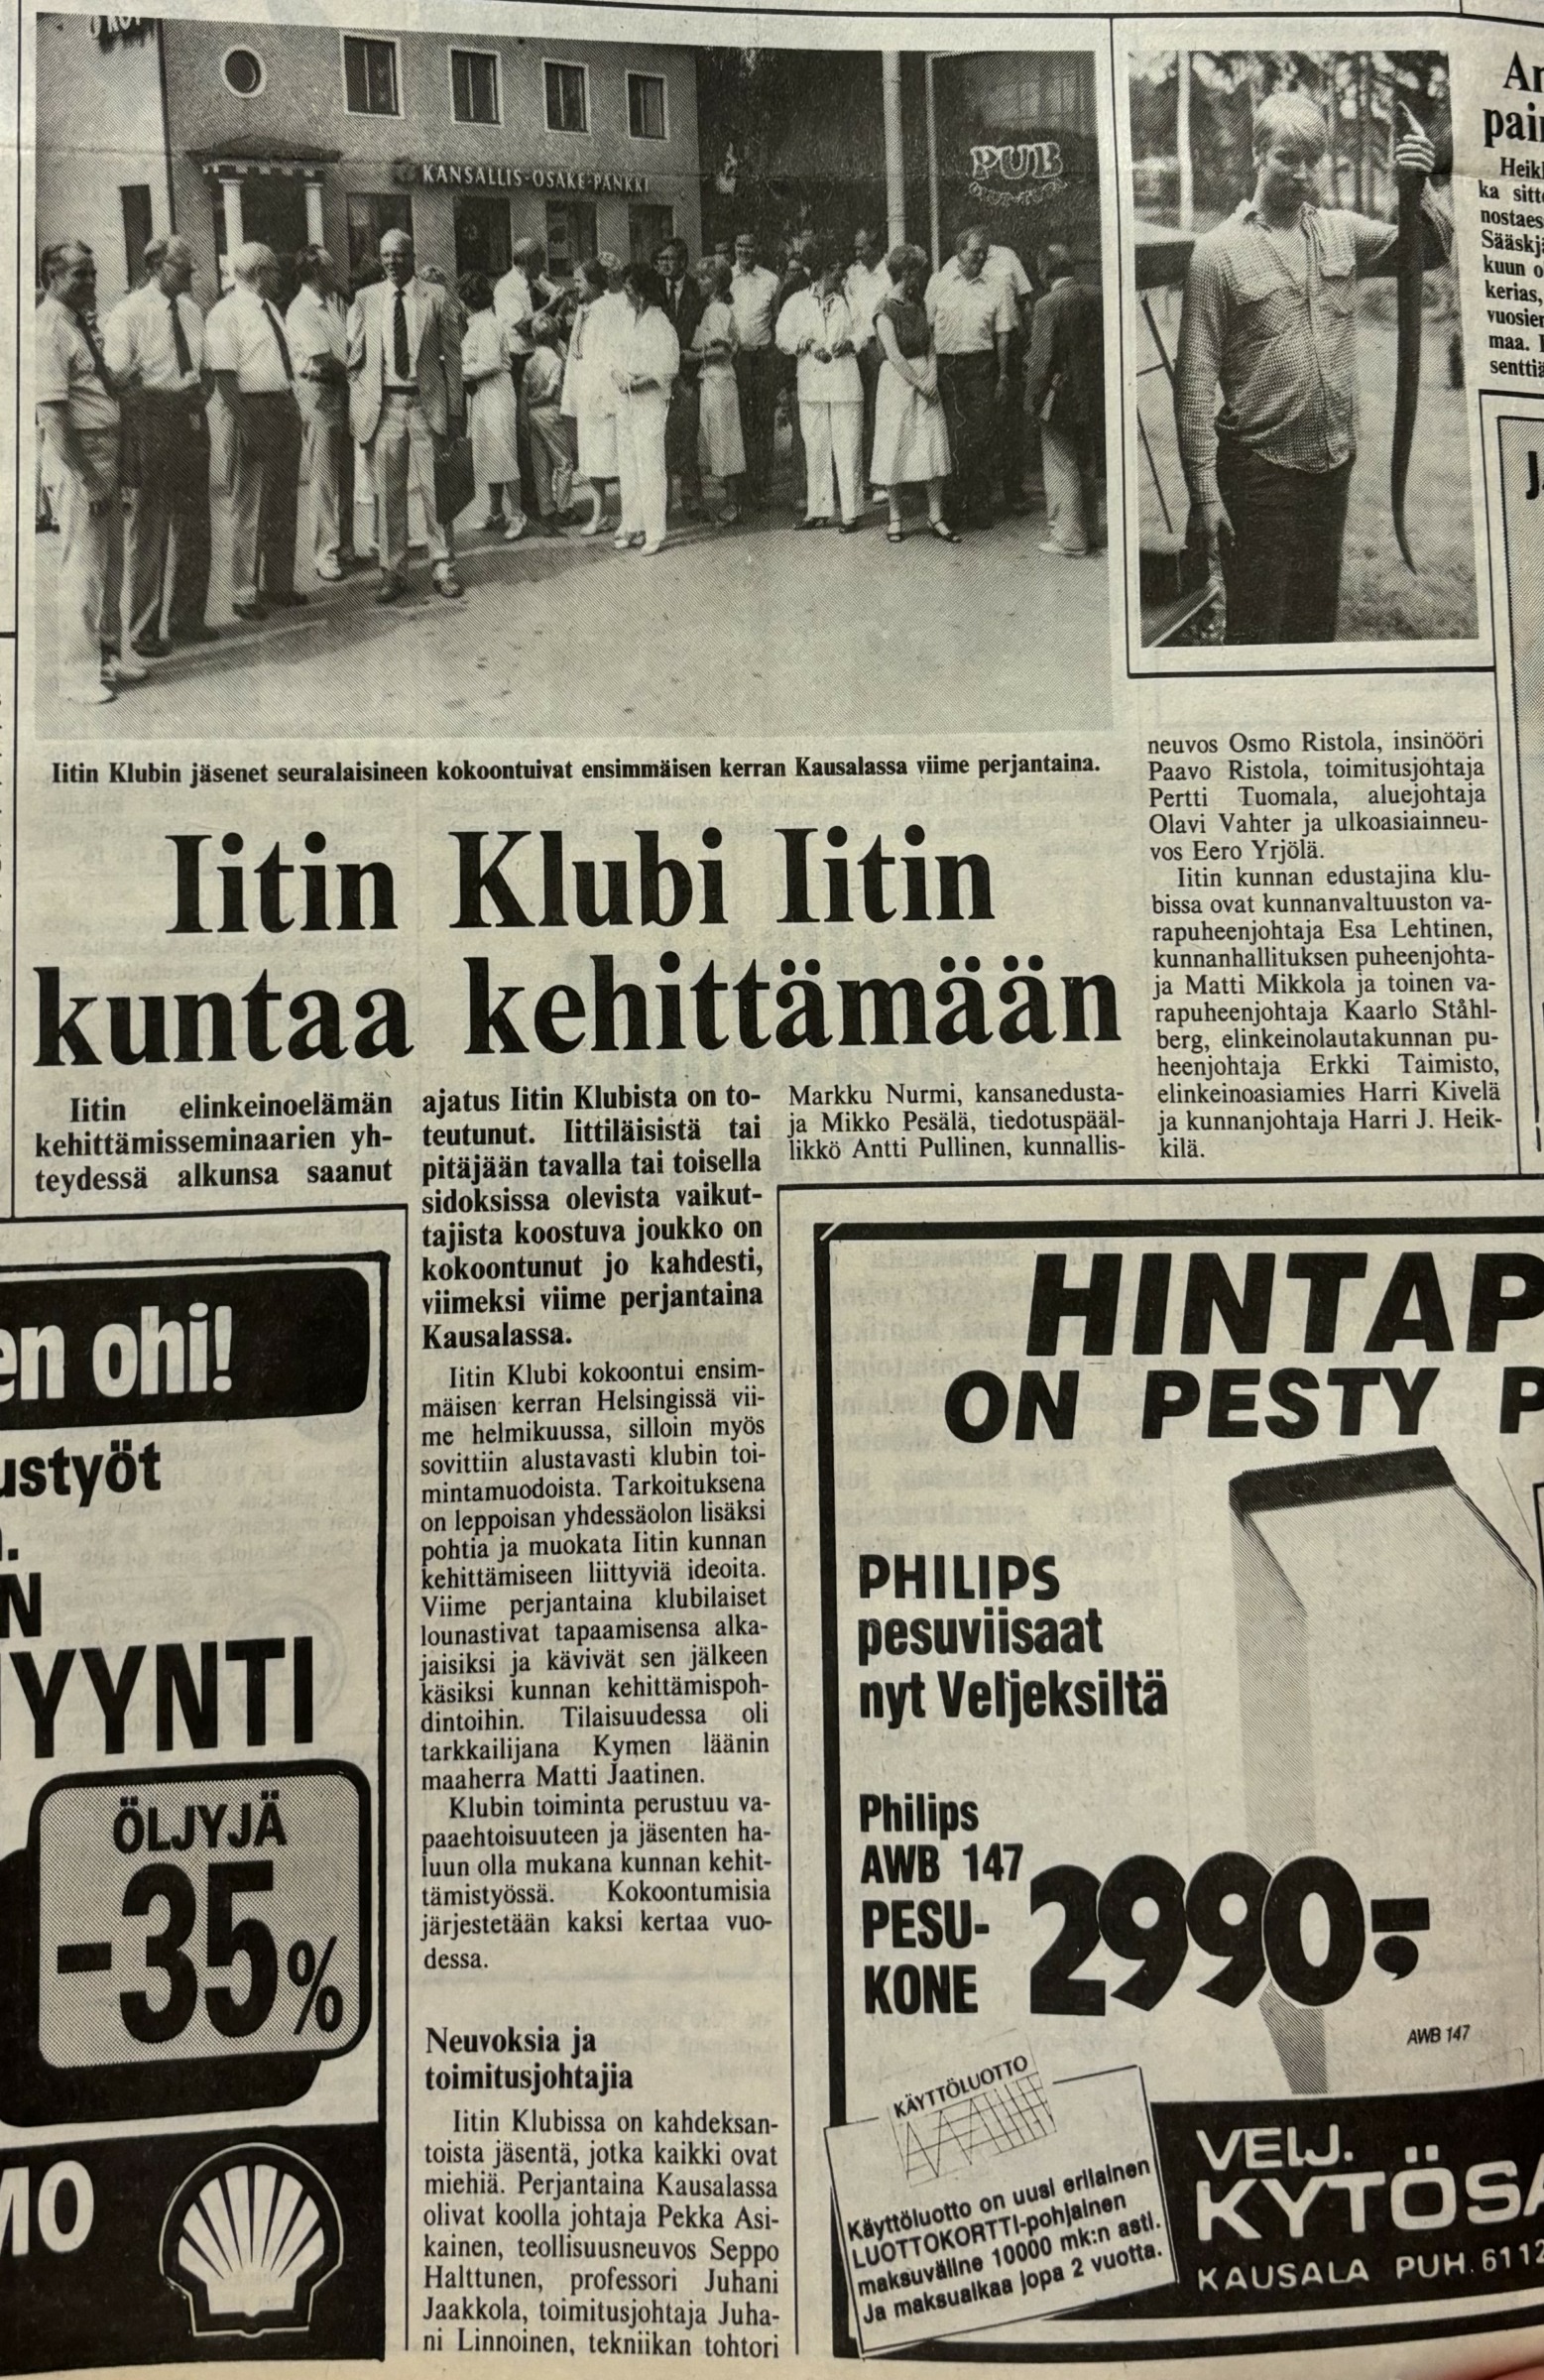 KANSALLIS-OSAKE-PANKKI
PUB
Iitin Klubin jäsenet seuralaisineen kokoontuivat ensimmäisen kerran Kausalassa viime perjantaina.
Iitin Klubi Iitin
kuntaa kehittämään
Iitin elinkeinoelämän
kehittämisseminaarien yh-
teydessä alkunsa saanut
ajatus Iitin Klubista on to-
teutunut. Iittiläisistä tai
pitäjään tavalla tai toisella
sidoksissa olevista vaikut-
tajista koostuva joukko on
kokoontunut jo kahdesti,
viimeksi viime perjantaina
Kausalassa.
Iitin Klubi kokoontui ensim-
mäisen kerran Helsingissä vii-
me helmikuussa, silloin myös
sovittiin alustavasti klubin toi-
mintamuodoista. Tarkoituksena
on leppoisan yhdessäolon lisäksi
pohtia ja muokata Iitin kunnan
kehittämiseen liittyviä ideoita.
Viime perjantaina klubilaiset
lounastivat tapaamisensa alka-
jaisiksi ja kävivät sen jälkeen
käsiksi kunnan kehittämispoh-
dintoihin. Tilaisuudessa oli
tarkkailijana Kymen läänin
maaherra Matti Jaatinen.
Klubin toiminta perustuu va-
paaehtoisuuteen ja jäsenten ha-
luun olla mukana kunnan kehit-
tämistyössä. Kokoontumisia
järjestetään kaksi kertaa vuo-
dessa.
Neuvoksia ja
toimitusjohtajia
Iitin Klubissa on kahdeksan-
toista jäsentä, jotka kaikki ovat
miehiä. Perjantaina Kausalassa
olivat koolla johtaja Pekka Asi-
kainen, teollisuusneuvos Seppo
Halttunen, professori Juhani
Jaakkola, toimitusjohtaja Juha-
ni Linnoinen, tekniikan tohtori
Markku Nurmi, kansanedusta-
ja Mikko Pesälä, tiedotuspääl-
likkö Antti Pullinen, kunnallis-
neuvos Osmo Ristola, insinööri
Paavo Ristola, toimitusjohtaja
Pertti Tuomala, aluejohtaja
Olavi Vahter ja ulkoasiainneu-
vos Eero Yrjölä.
Iitin kunnan edustajina klu-
bissa ovat kunnanvaltuuston va-
rapuheenjohtaja Esa Lehtinen,
kunnanhallituksen puheenjohta-
ja Matti Mikkola ja toinen va-
rapuheenjohtaja Kaarlo Ståhl-
berg, elinkeinolautakunnan pu-
heenjohtaja Erkki Taimisto,
elinkeinoasiamies Harri Kivelä
ja kunnanjohtaja Harri J. Heik-
kilä.
An
pai
Heik
ka sitt
nostaes
Sääskj
kuun o
kerias,
vuosien
maa.
senttiä
en ohi!
ustyöt
N
YYNTI
ÖLJYJÄ
-35%
MO
HINTAP
ON PESTY P
PHILIPS
pesuviisaat
nyt Veljeksiltä
Philips
AWB 147
PESU-
KONE
2990,-
AWB 147
KÄYTTÖLUOTTO
Käyttöluotto on uusi erilainen
LUOTTOKORTTI-pohjainen
maksuväline 10000 mk:n asti.
Ja maksuaikaa jopa 2 vuotta.
VELJ.
KYTÖSA
KAUSALA PUH. 6112